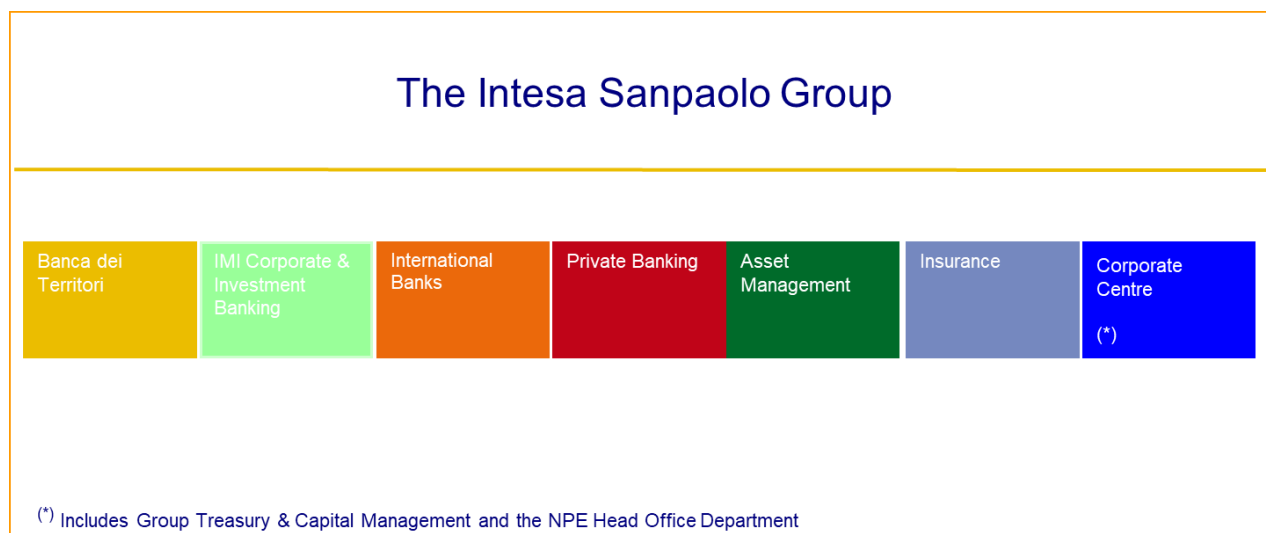 The Intesa Sanpaolo Group
Banca dei
Territori
IMI Corporate &
Investment
Banking
International
Banks
Private Banking
Asset
Management
Insurance
Corporate
Centre
(*)
(*) Includes Group Treasury & Capital Management and the NPE Head Office Department